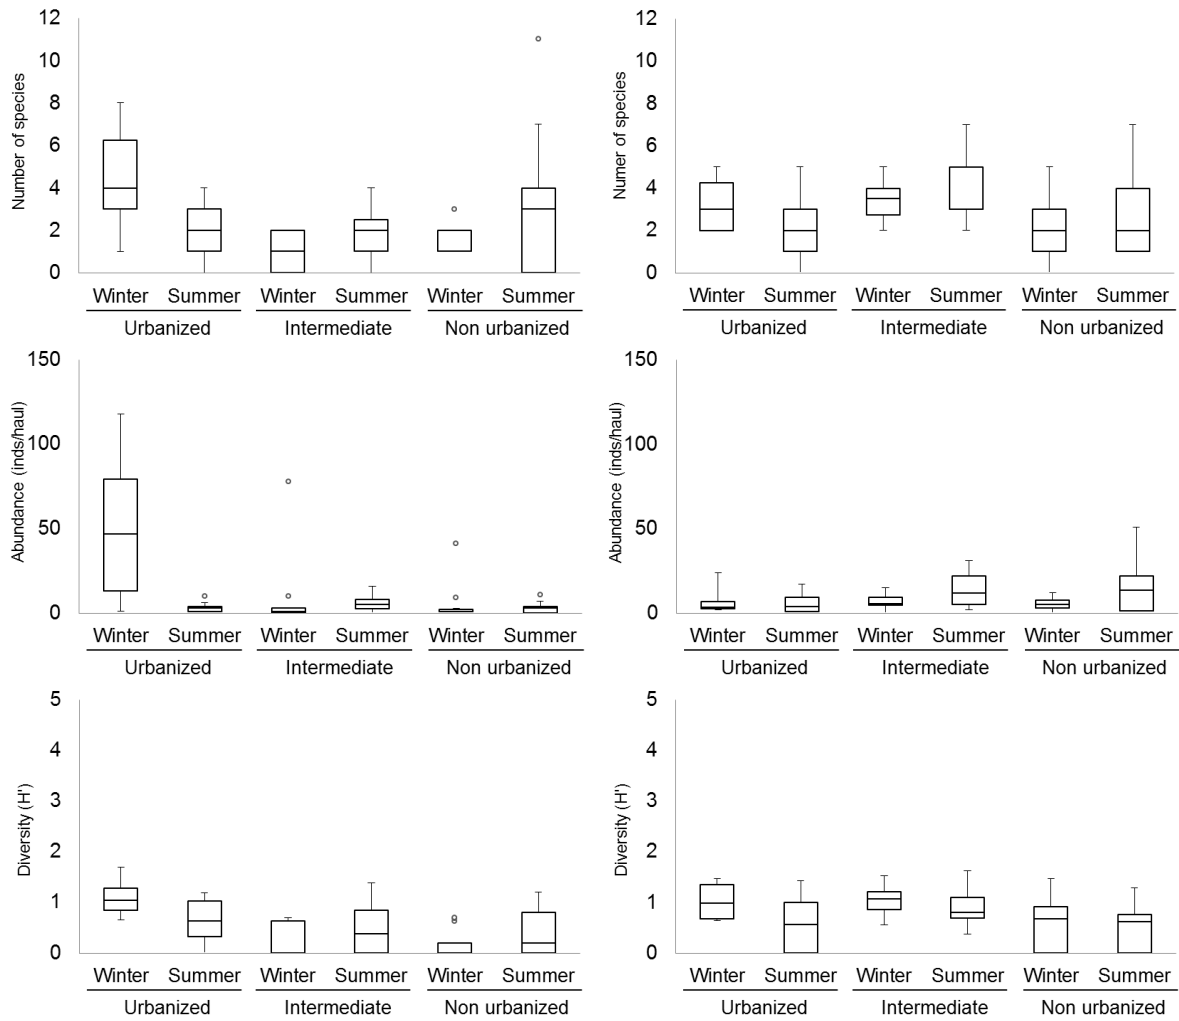 Number of species
12
10
8
6
4
2
0
Winter Summer Winter Summer Winter Summer
Urbanized Intermediate Non urbanized
Numer of species
12
10
8
6
4
2
0
Winter Summer Winter Summer Winter Summer
Urbanized Intermediate Non urbanized
Abundance (inds/haul)
150
100
50
0
Winter Summer Winter Summer Winter Summer
Urbanized Intermediate Non urbanized
Abundance (inds/haul)
150
100
50
0
Winter Summer Winter Summer Winter Summer
Urbanized Intermediate Non urbanized
Diversity (H')
5
4
3
2
1
0
Winter Summer Winter Summer Winter Summer
Urbanized Intermediate Non urbanized
Diversity (H')
5
4
3
2
1
0
Winter Summer Winter Summer Winter Summer
Urbanized Intermediate Non urbanized